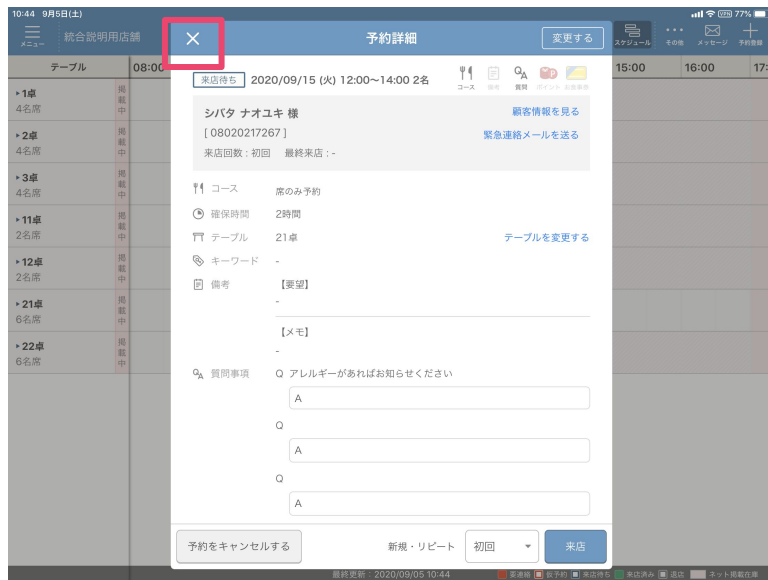 10:44 9月5日(土)
77%
メニュー
統合説明用店舗
予約詳細
変更する
スケジュール
その他
メッセージ
予約登録
テーブル
08:00
15:00
16:00
17:
来店待ち 2020/09/15 (火) 12:00〜14:00 2名
コース
備考
質問
ポイント
お食事券
シバタ ナオユキ 様
顧客情報を見る
[ 08020217267 ]
緊急連絡メールを送る
来店回数 : 初回 最終来店 : -
▸1卓
4名席
掲載中
▸2卓
4名席
掲載中
▸3卓
4名席
掲載中
▸11卓
2名席
掲載中
▸12卓
2名席
掲載中
▸21卓
6名席
掲載中
▸22卓
6名席
掲載中
コース 席のみ予約
確保時間 2時間
テーブル 21卓 テーブルを変更する
キーワード -
備考 【要望】
-
【メモ】
-
質問事項 Q アレルギーがあればお知らせください
A
Q
A
Q
A
予約をキャンセルする
新規・リピート
初回
来店
最終更新 : 2020/09/05 10:44
要連絡 仮予約 来店待ち 来店済み 退店 ネット掲載在庫